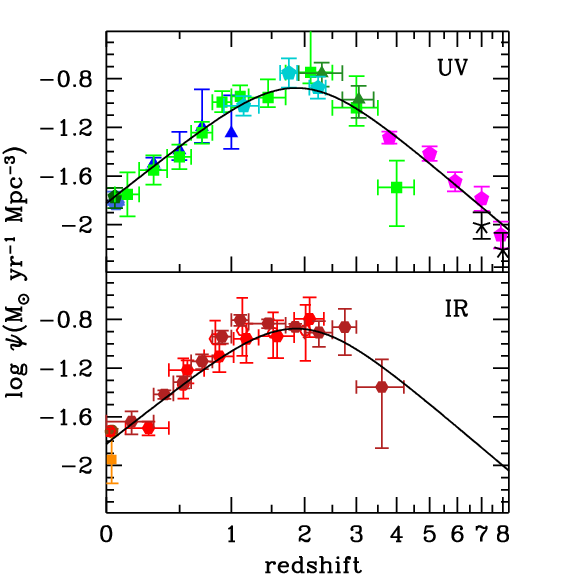 UV
−0.8
−1.2
−1.6
−2
IR
−0.8
−1.2
−1.6
−2
log ψ(M⊙ yr⁻¹ Mpc⁻³)
0 1 2 3 4 5 6 7 8
redshift